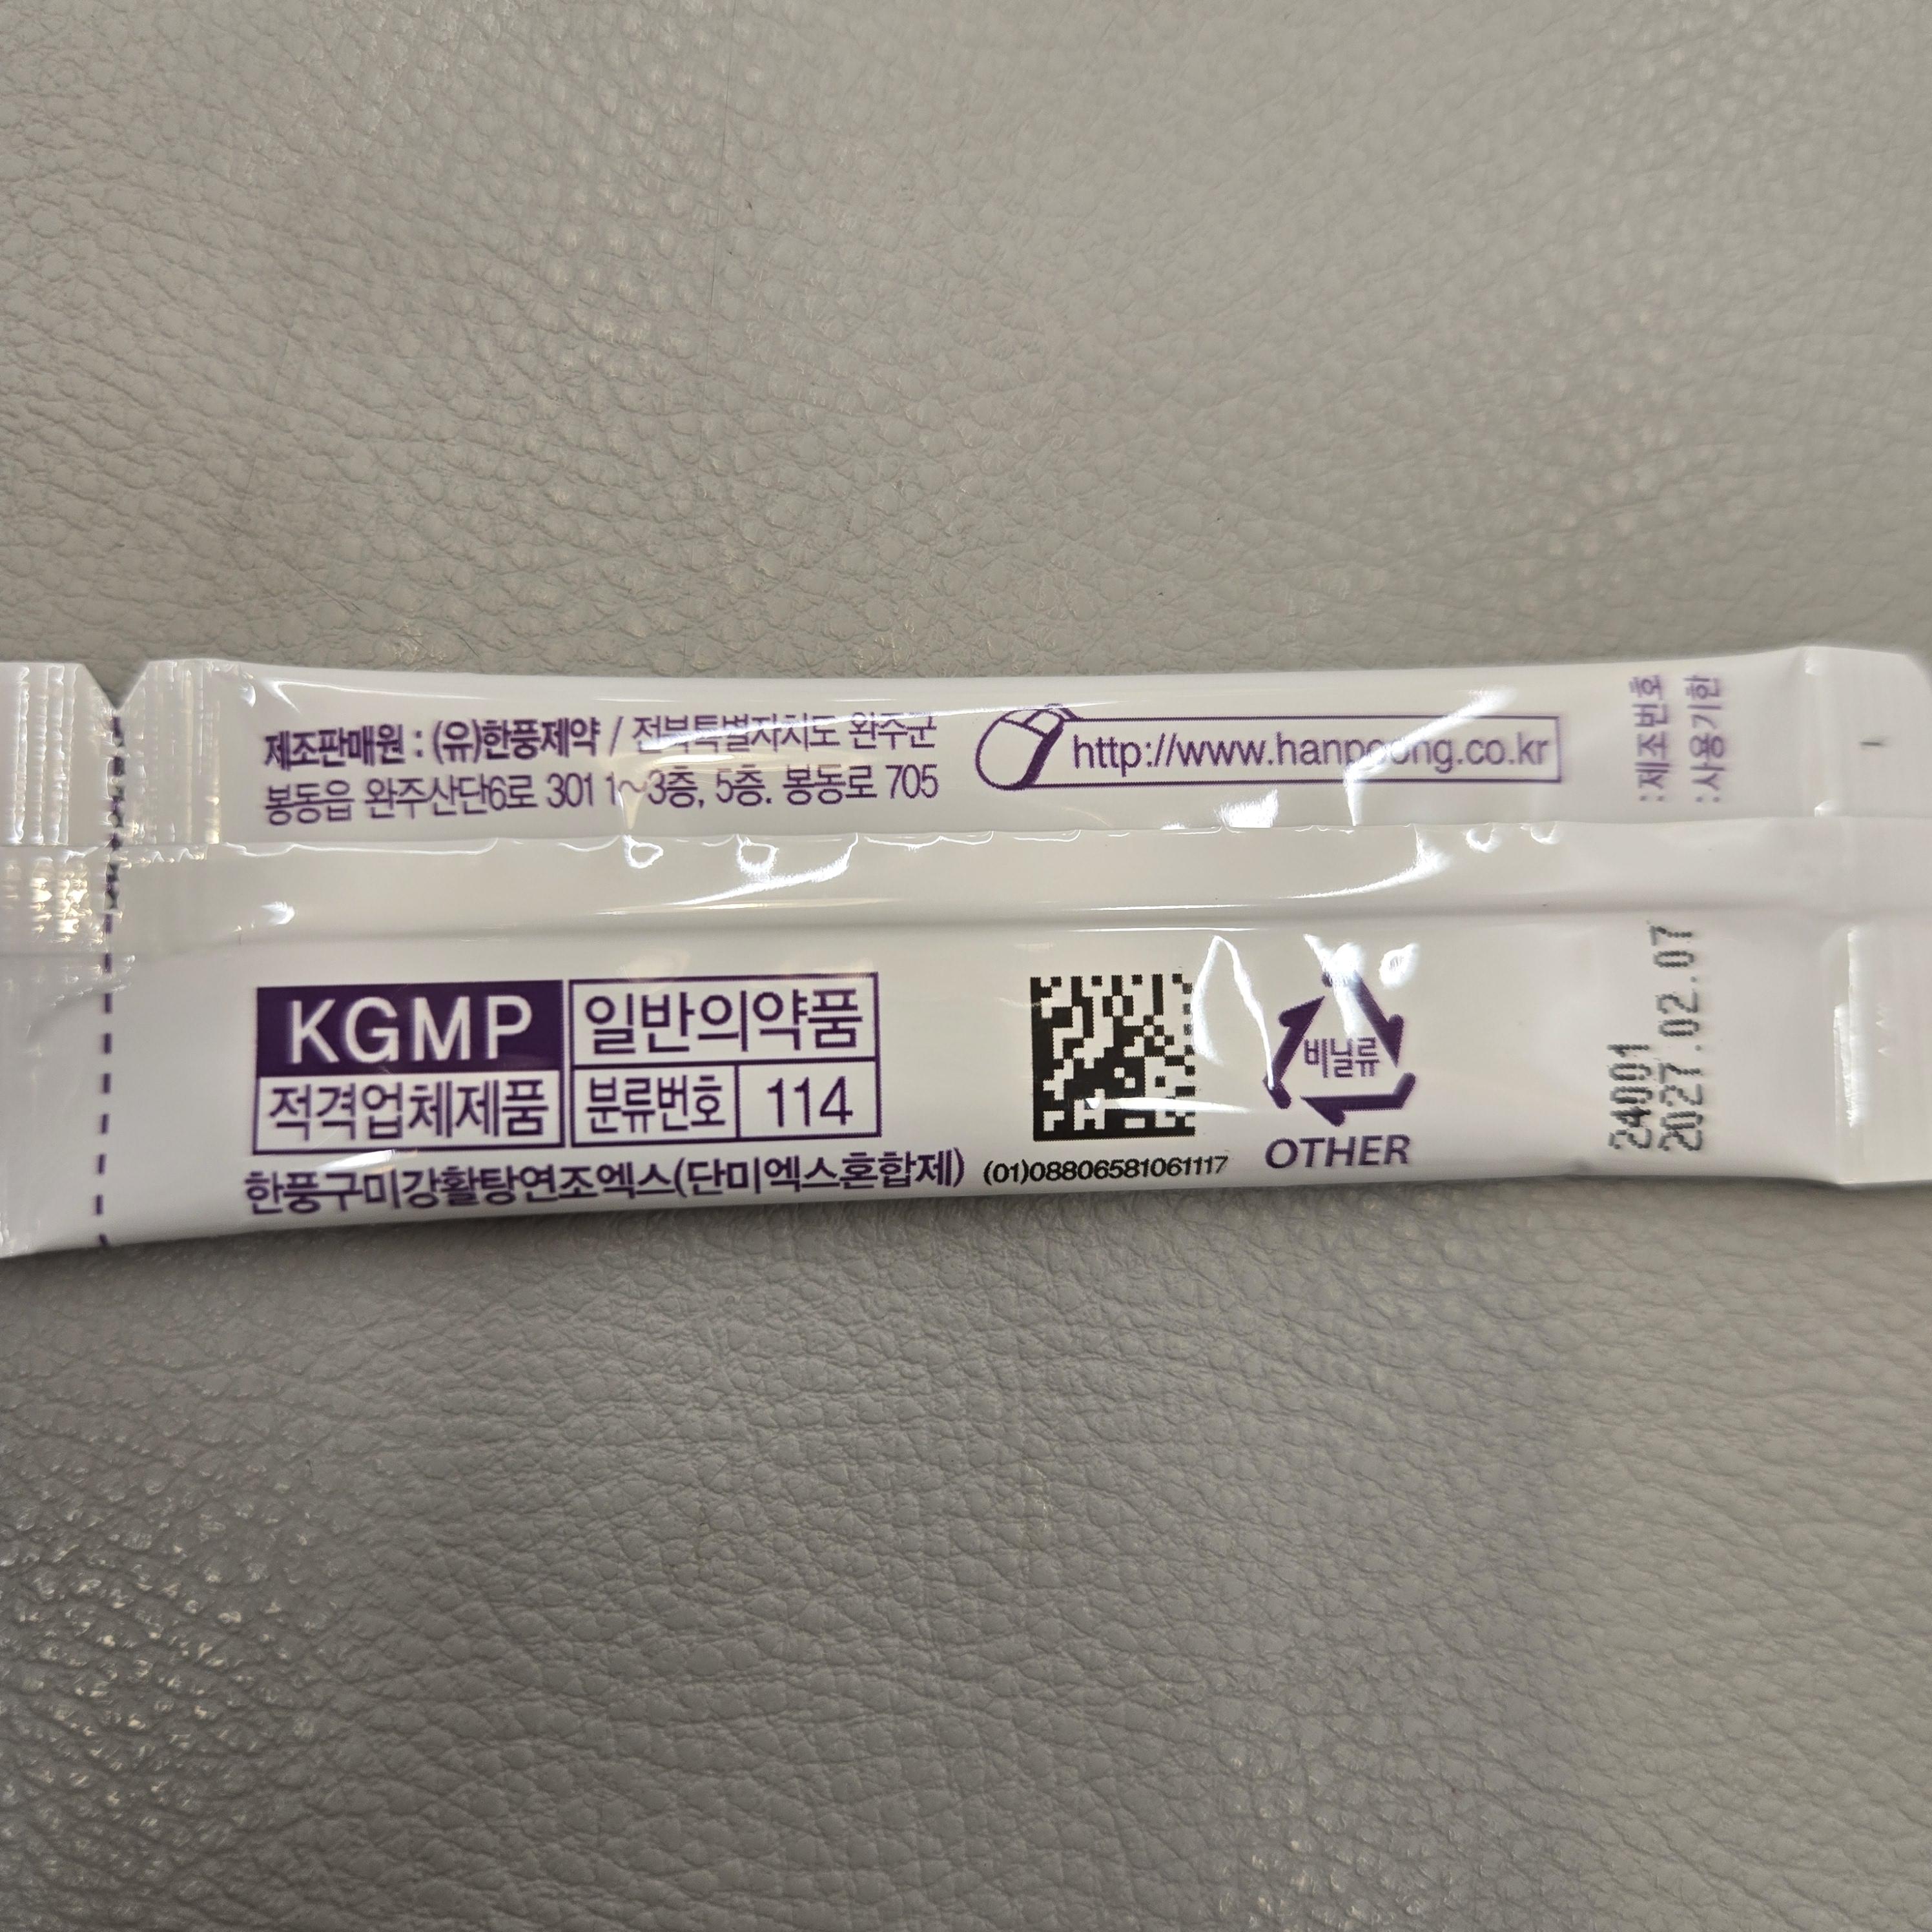 제조판매원 : (유)한풍제약 / 전북특별자치도 완주군
봉동읍 완주산단6로 301 1~3층, 5층. 봉동로 705
http://www.hanpoong.co.kr
:제조번호
:사용기한
KGMP
적격업체제품
일반의약품
분류번호 114
한풍구미강활탕연조엑스(단미엑스혼합제)
(01)08806581061117
비닐류
OTHER
24001
2027.02.07